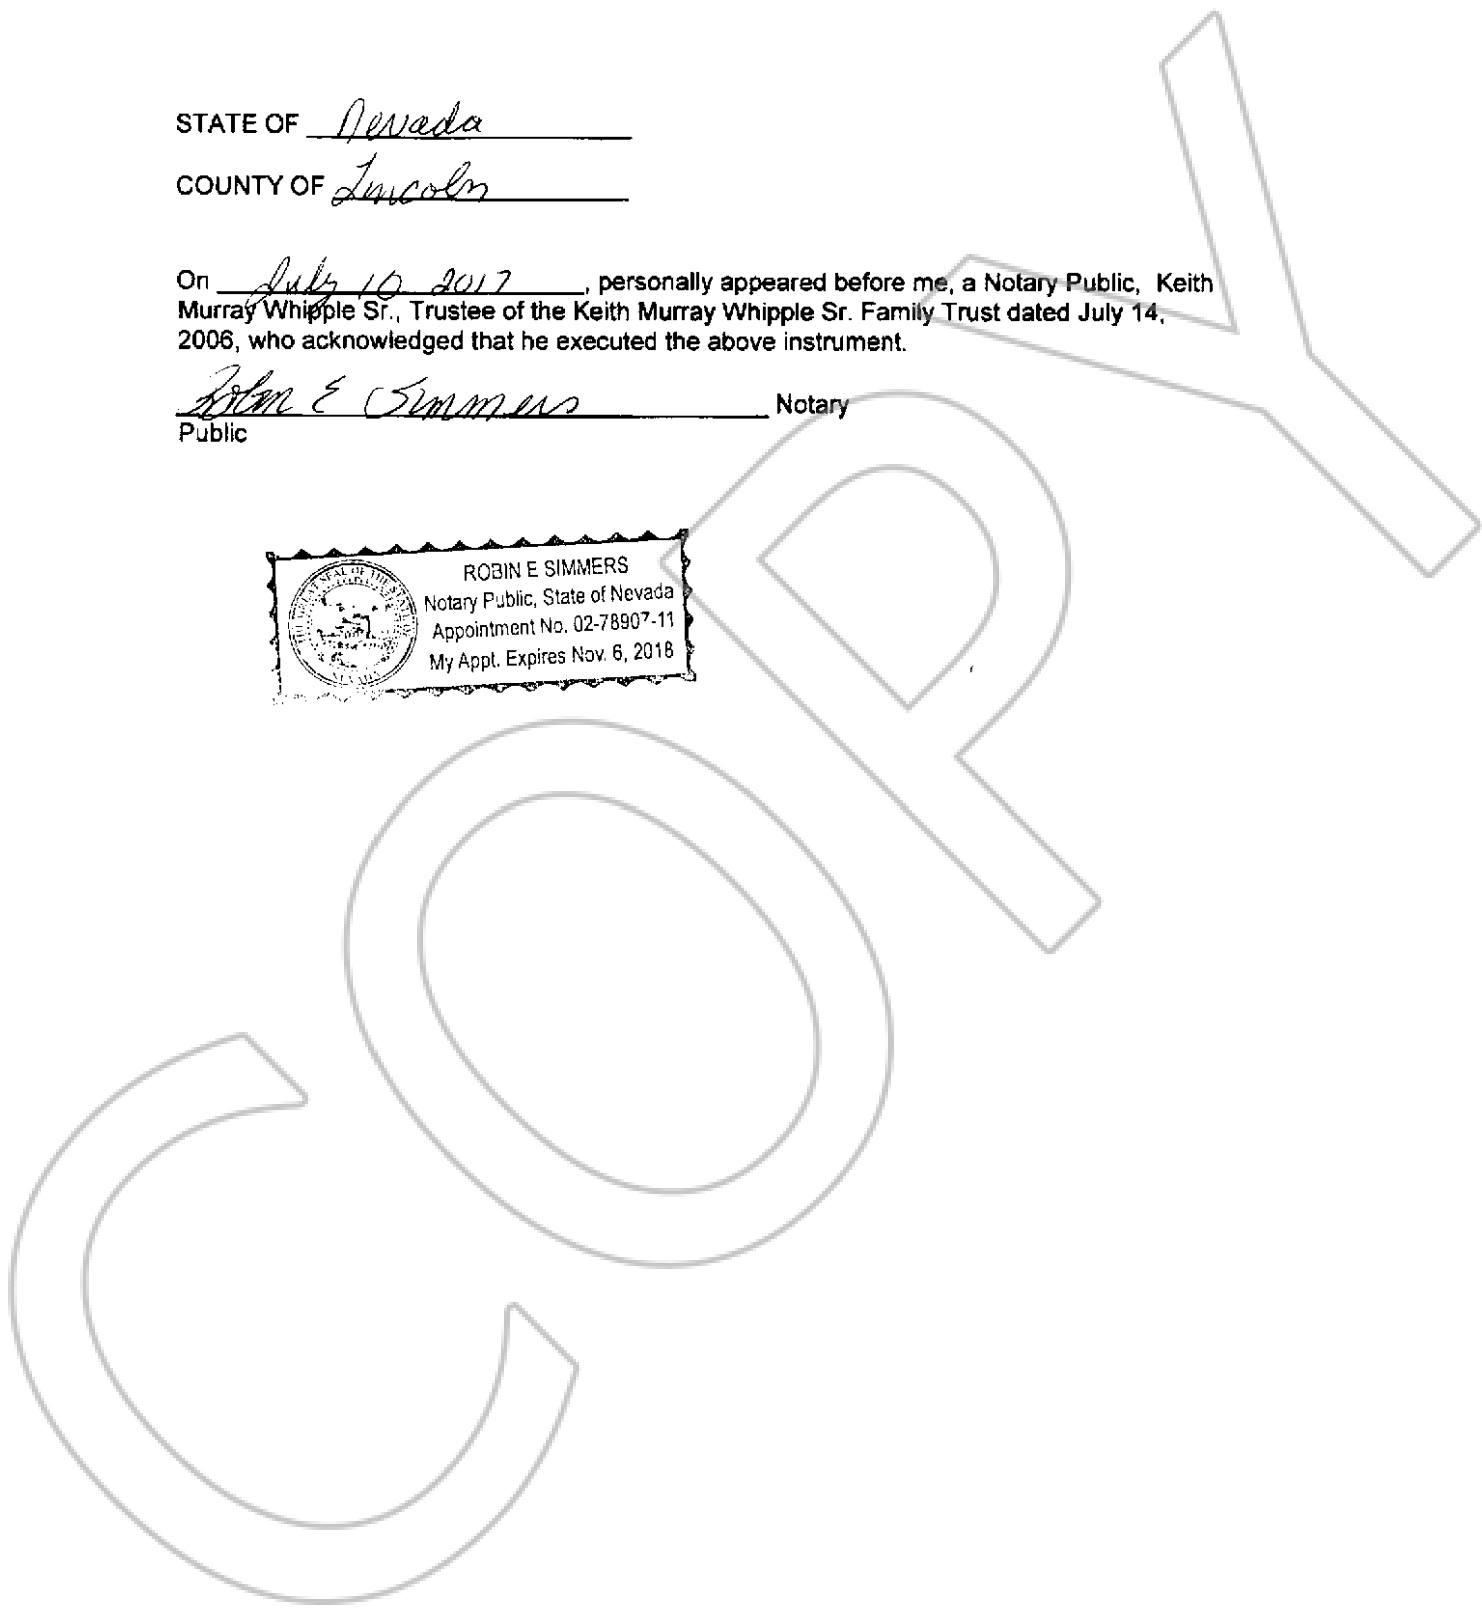 STATE OF Nevada
COUNTY OF Lincoln
On July 10 2017, personally appeared before me, a Notary Public, Keith
Murray Whipple Sr., Trustee of the Keith Murray Whipple Sr. Family Trust dated July 14,
2006, who acknowledged that he executed the above instrument.
Robin E Simmers Notary
Public
ROBIN E SIMMERS
Notary Public, State of Nevada
Appointment No. 02-78907-11
My Appt. Expires Nov. 6, 2018
COPY